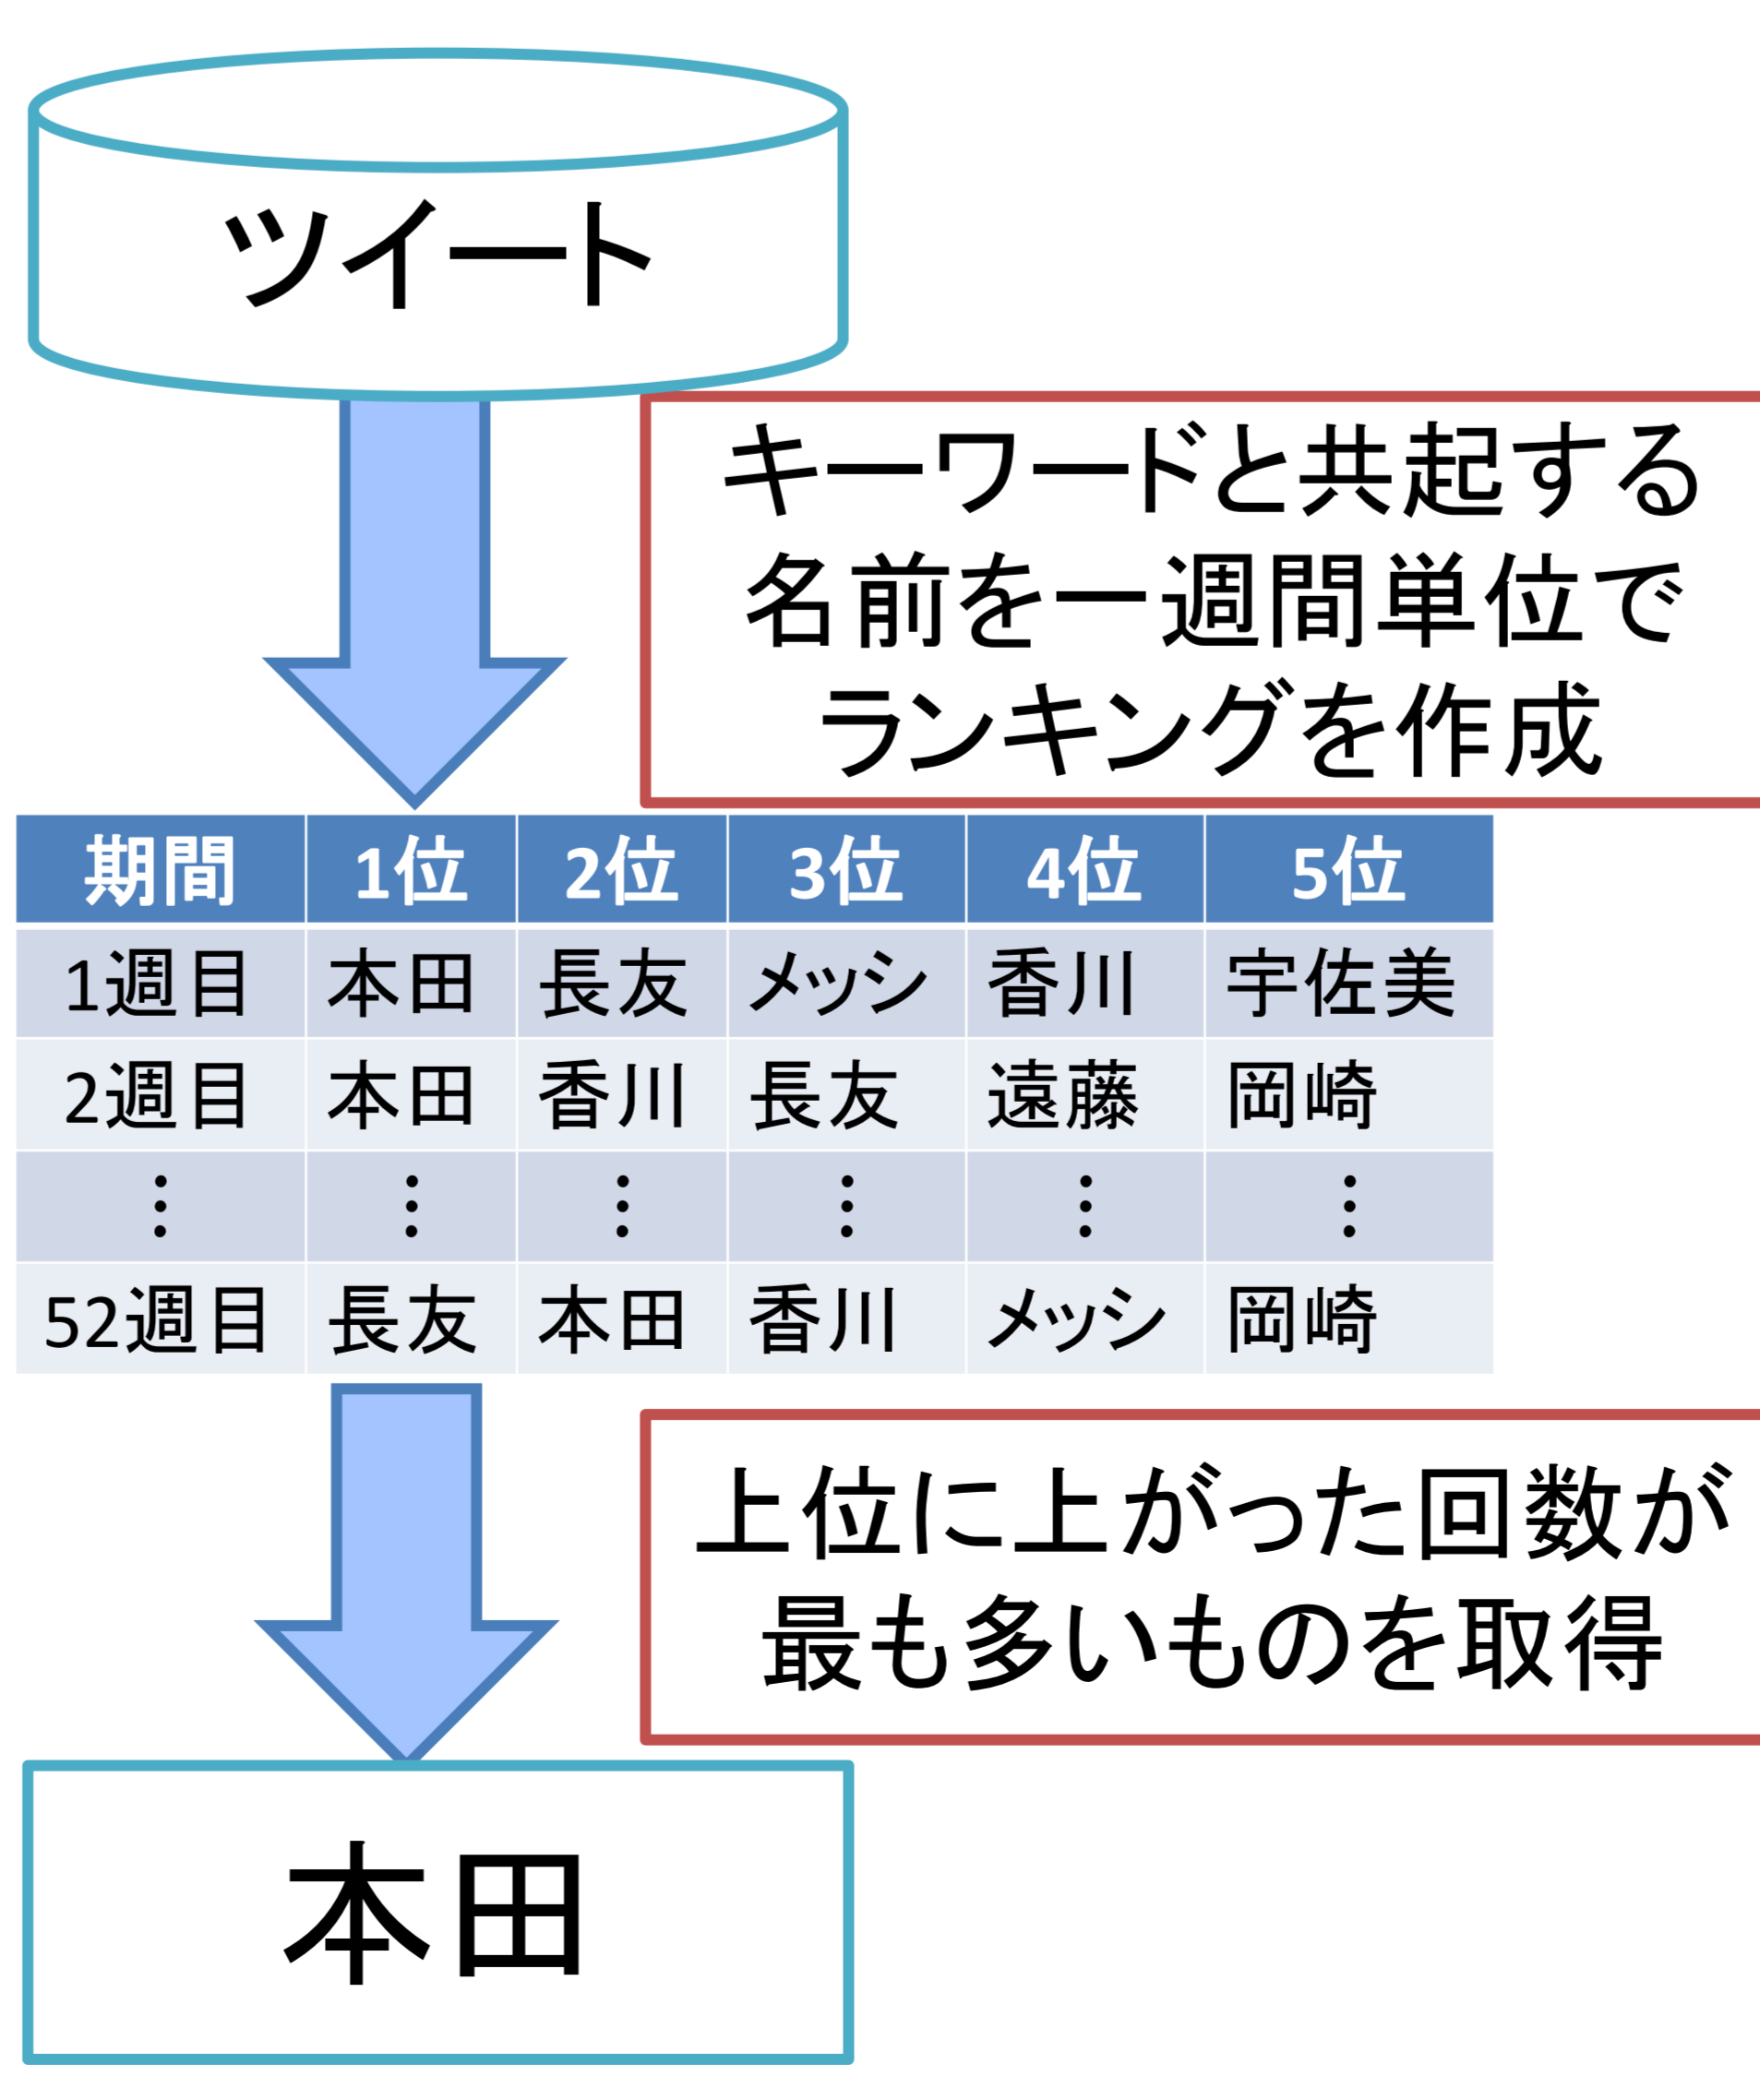 ツイート
キーワードと共起する
名前を一週間単位で
ランキングを作成
期間 1位 2位 3位 4位 5位
1週目 本田 長友 メッシ 香川 宇佐美
2週目 本田 香川 長友 遠藤 岡崎
⋮ ⋮ ⋮ ⋮ ⋮ ⋮
52週目 長友 本田 香川 メッシ 岡崎
上位に上がった回数が
最も多いものを取得
本田